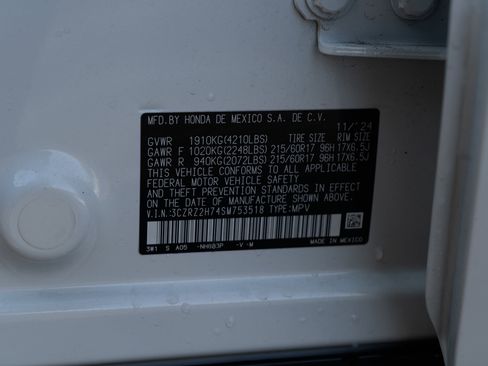 MFD.BY HONDA DE MEXICO S.A. DE C.V.
11/'24
GVWR 1910KG(4210LBS) TIRE SIZE RIM SIZE
GAWR F 1020KG(2248LBS) 215/60R17 96H 17X6.5J
GAWR R 940KG(2072LBS) 215/60R17 96H 17X6.5J
THIS VEHICLE CONFORMS TO ALL APPLICABLE
FEDERAL MOTOR VEHICLE SAFETY
AND THEFT PREVENTION STANDARDS IN EFFECT
ON THE DATE OF MANUFACTURE SHOWN ABOVE.
V.I.N:3CZRZ2H74SM753518 TYPE:MPV
3W1 S A05 -NH883P -V -M
MADE IN MEXICO